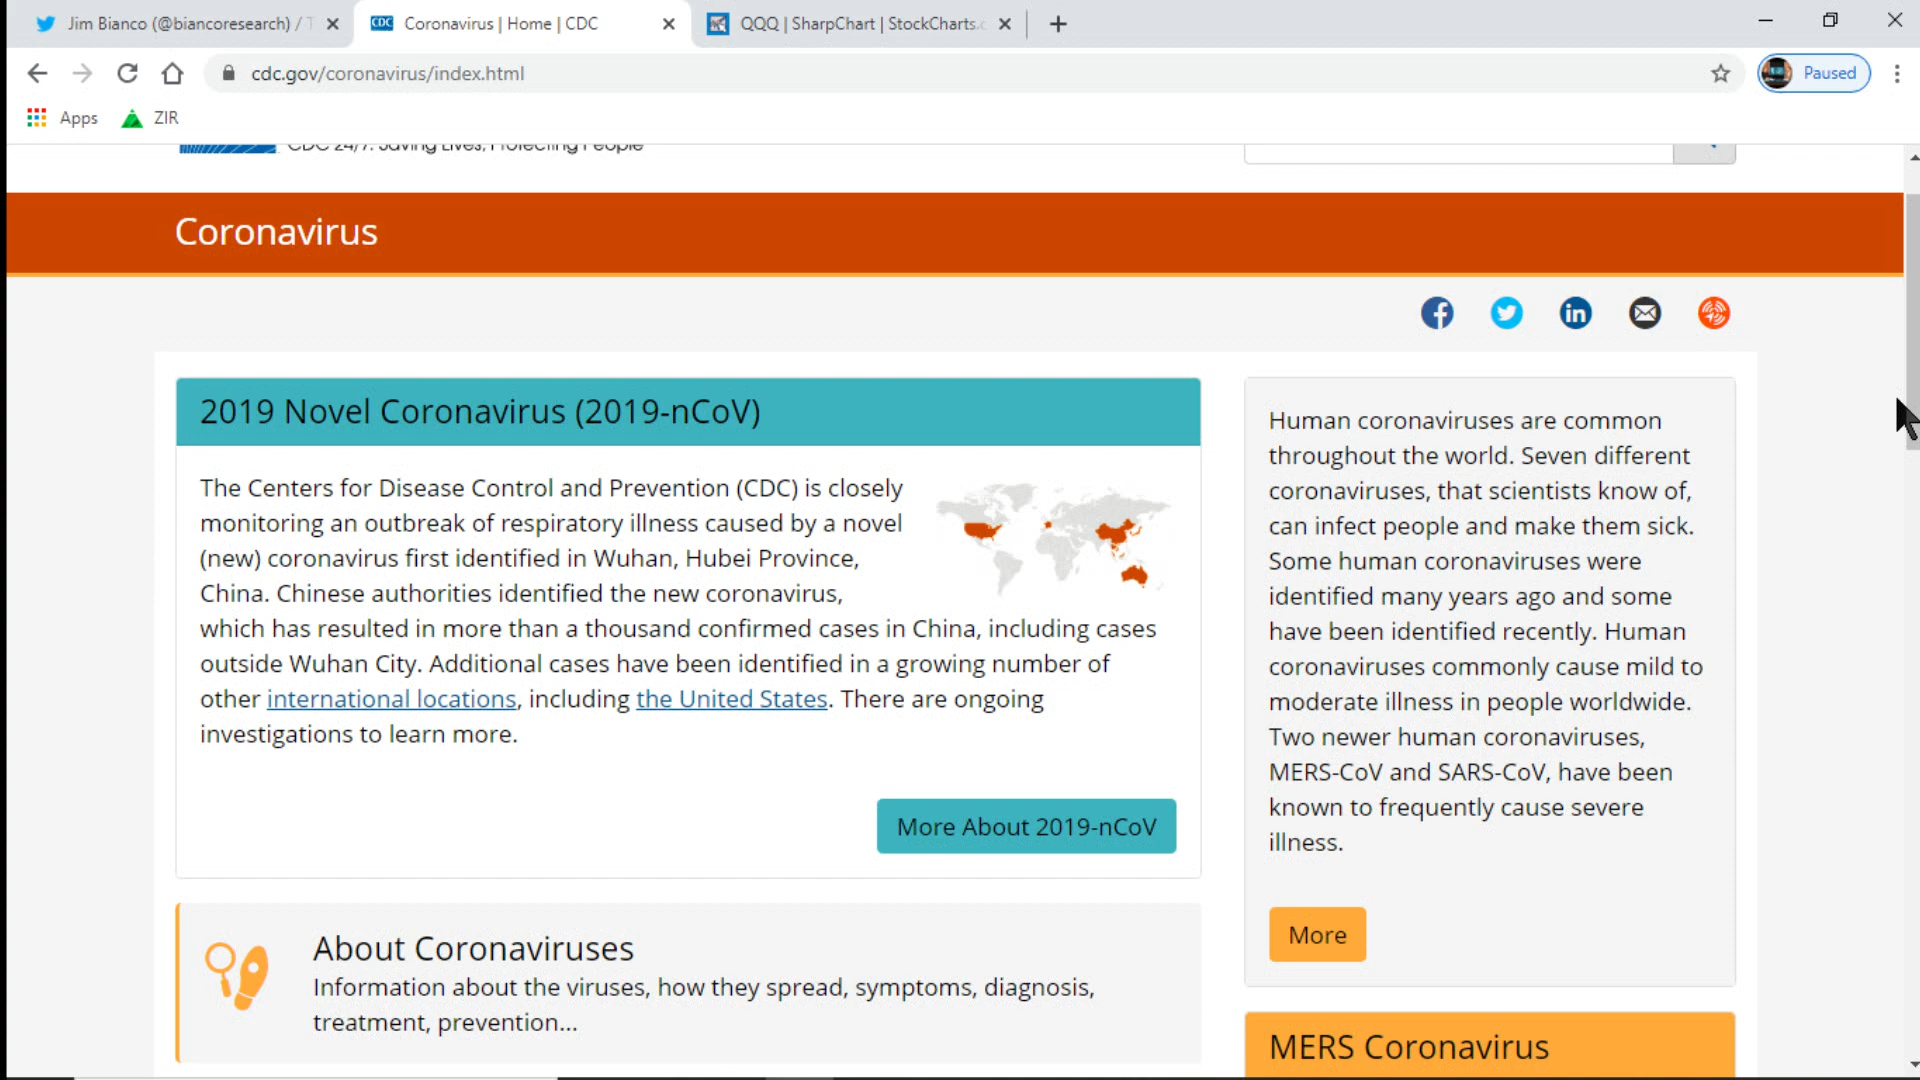 Jim Bianco (@biancoresearch) / T
Coronavirus | Home | CDC
QQQ | SharpChart | StockCharts.c
cdc.gov/coronavirus/index.html
Paused
Apps
ZIR
CDC 24/7: Saving Lives, Protecting People
Coronavirus
2019 Novel Coronavirus (2019-nCoV)
The Centers for Disease Control and Prevention (CDC) is closely
monitoring an outbreak of respiratory illness caused by a novel
(new) coronavirus first identified in Wuhan, Hubei Province,
China. Chinese authorities identified the new coronavirus,
which has resulted in more than a thousand confirmed cases in China, including cases
outside Wuhan City. Additional cases have been identified in a growing number of
other international locations, including the United States. There are ongoing
investigations to learn more.
More About 2019-nCoV
About Coronaviruses
Information about the viruses, how they spread, symptoms, diagnosis,
treatment, prevention...
Human coronaviruses are common
throughout the world. Seven different
coronaviruses, that scientists know of,
can infect people and make them sick.
Some human coronaviruses were
identified many years ago and some
have been identified recently. Human
coronaviruses commonly cause mild to
moderate illness in people worldwide.
Two newer human coronaviruses,
MERS-CoV and SARS-CoV, have been
known to frequently cause severe
illness.
More
MERS Coronavirus